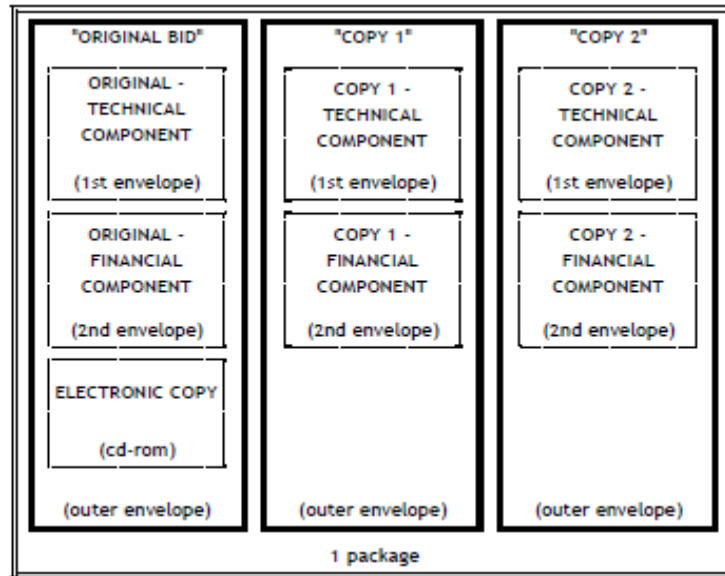 "ORIGINAL BID"
ORIGINAL -
TECHNICAL
COMPONENT
(1st envelope)
ORIGINAL -
FINANCIAL
COMPONENT
(2nd envelope)
ELECTRONIC COPY
(cd-rom)
(outer envelope)
"COPY 1"
COPY 1 -
TECHNICAL
COMPONENT
(1st envelope)
COPY 1 -
FINANCIAL
COMPONENT
(2nd envelope)
(outer envelope)
"COPY 2"
COPY 2 -
TECHNICAL
COMPONENT
(1st envelope)
COPY 2 -
FINANCIAL
COMPONENT
(2nd envelope)
(outer envelope)
1 package